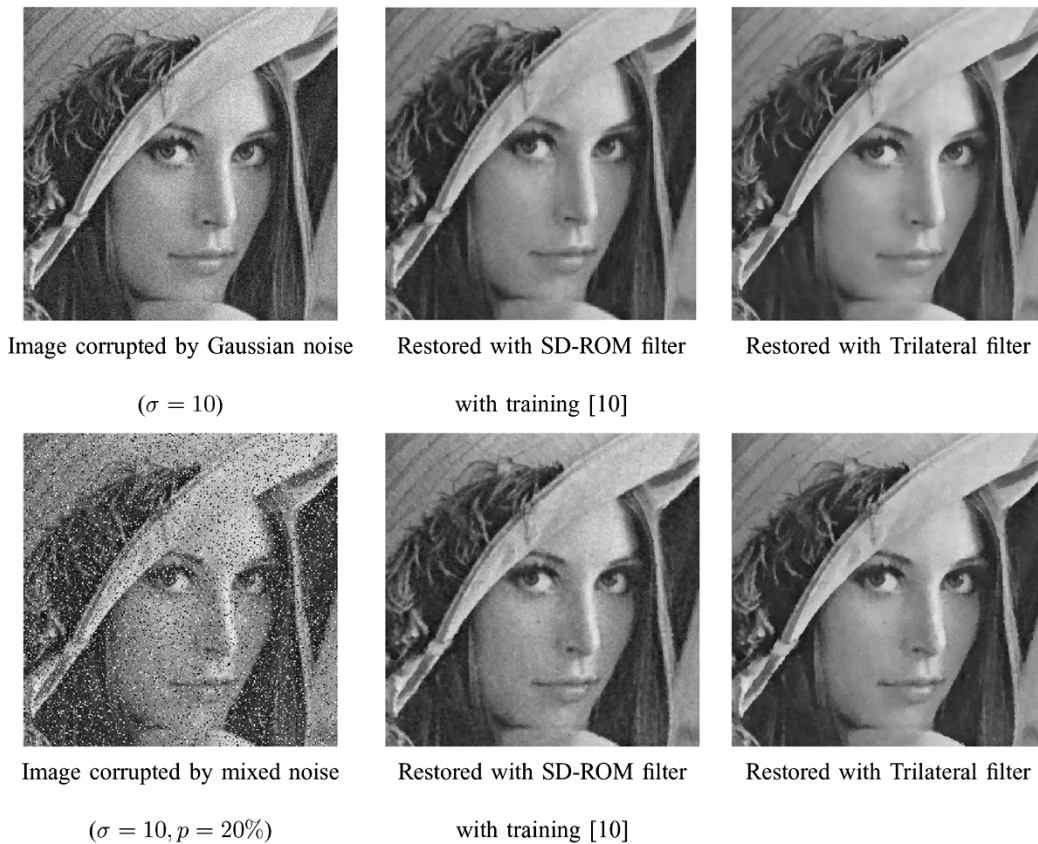 Image corrupted by Gaussian noise
(σ = 10)
Restored with SD-ROM filter
with training [10]
Restored with Trilateral filter
Image corrupted by mixed noise
(σ = 10, p = 20%)
Restored with SD-ROM filter
with training [10]
Restored with Trilateral filter